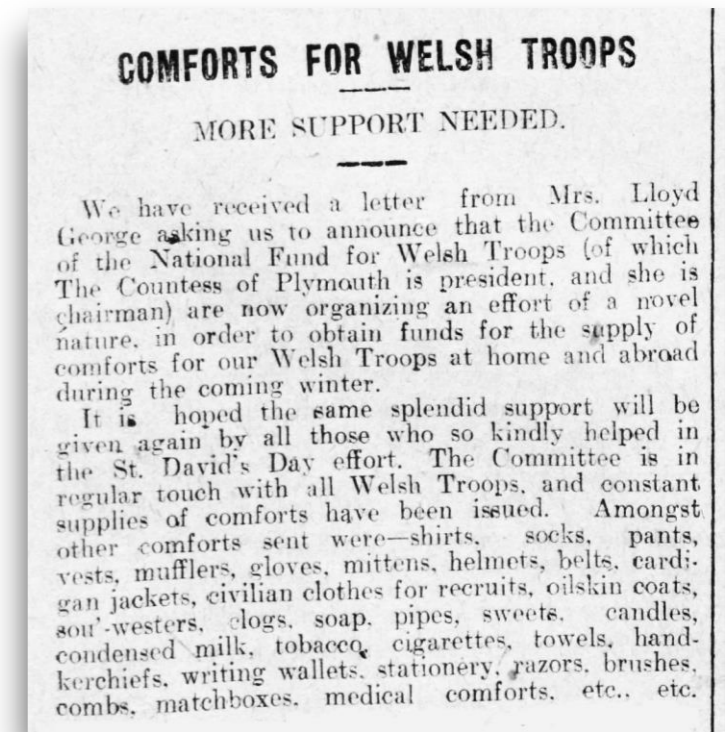 COMFORTS FOR WELSH TROOPS
MORE SUPPORT NEEDED.
We have received a letter from Mrs. Lloyd
George asking us to announce that the Committee
of the National Fund for Welsh Troops (of which
The Countess of Plymouth is president, and she is
chairman) are now organizing an effort of a novel
nature, in order to obtain funds for the supply of
comforts for our Welsh Troops at home and abroad
during the coming winter.
It is hoped the same splendid support will be
given again by all those who so kindly helped in
the St. David's Day effort. The Committee is in
regular touch with all Welsh Troops, and constant
supplies of comforts have been issued. Amongst
other comforts sent were—shirts, socks, pants,
vests, mufflers, gloves, mittens, helmets, belts, cardi-
gan jackets, civilian clothes for recruits, oilskin coats,
sou'-westers, clogs, soap, pipes, sweets, candles,
condensed milk, tobacco, cigarettes, towels, hand-
kerchiefs, writing wallets, stationery, razors, brushes,
combs, matchboxes, medical comforts, etc., etc.